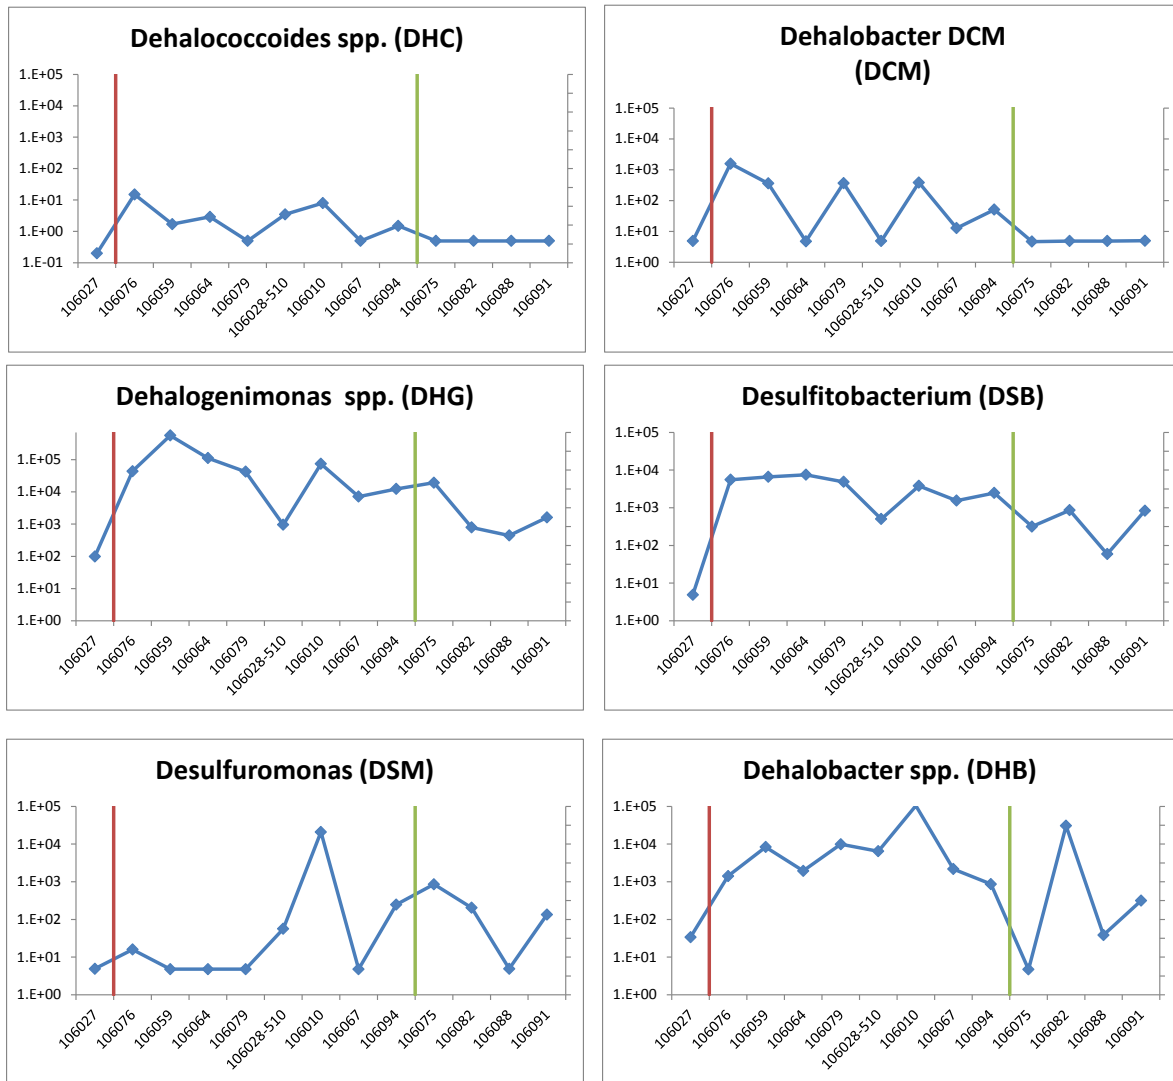 Dehalococcoides spp. (DHC)
1.E+05
1.E+04
1.E+03
1.E+02
1.E+01
1.E+00
1.E-01
106027
106076
106059
106064
106079
106028-510
106010
106067
106094
106075
106082
106088
106091
Dehalobacter DCM
(DCM)
1.E+05
1.E+04
1.E+03
1.E+02
1.E+01
1.E+00
106027
106076
106059
106064
106079
106028-510
106010
106067
106094
106075
106082
106088
106091
Dehalogenimonas spp. (DHG)
1.E+05
1.E+04
1.E+03
1.E+02
1.E+01
1.E+00
106027
106076
106059
106064
106079
106028-510
106010
106067
106094
106075
106082
106088
106091
Desulfitobacterium (DSB)
1.E+05
1.E+04
1.E+03
1.E+02
1.E+01
1.E+00
106027
106076
106059
106064
106079
106028-510
106010
106067
106094
106075
106082
106088
106091
Desulfuromonas (DSM)
1.E+05
1.E+04
1.E+03
1.E+02
1.E+01
1.E+00
106027
106076
106059
106064
106079
106028-510
106010
106067
106094
106075
106082
106088
106091
Dehalobacter spp. (DHB)
1.E+05
1.E+04
1.E+03
1.E+02
1.E+01
1.E+00
106027
106076
106059
106064
106079
106028-510
106010
106067
106094
106075
106082
106088
106091